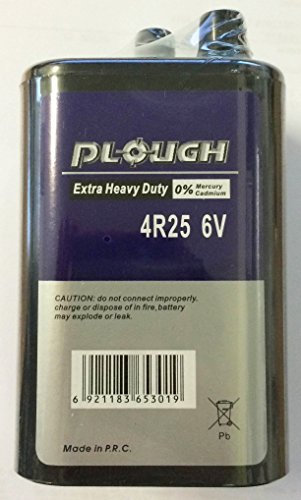 PLOUGH
Extra Heavy Duty 0% Mercury Cadmium
4R25 6V
CAUTION: do not connect improperly.
charge or dispose of in fire,battery
may explode or leak.
6 921183 653019
Pb
Made in P.R.C.